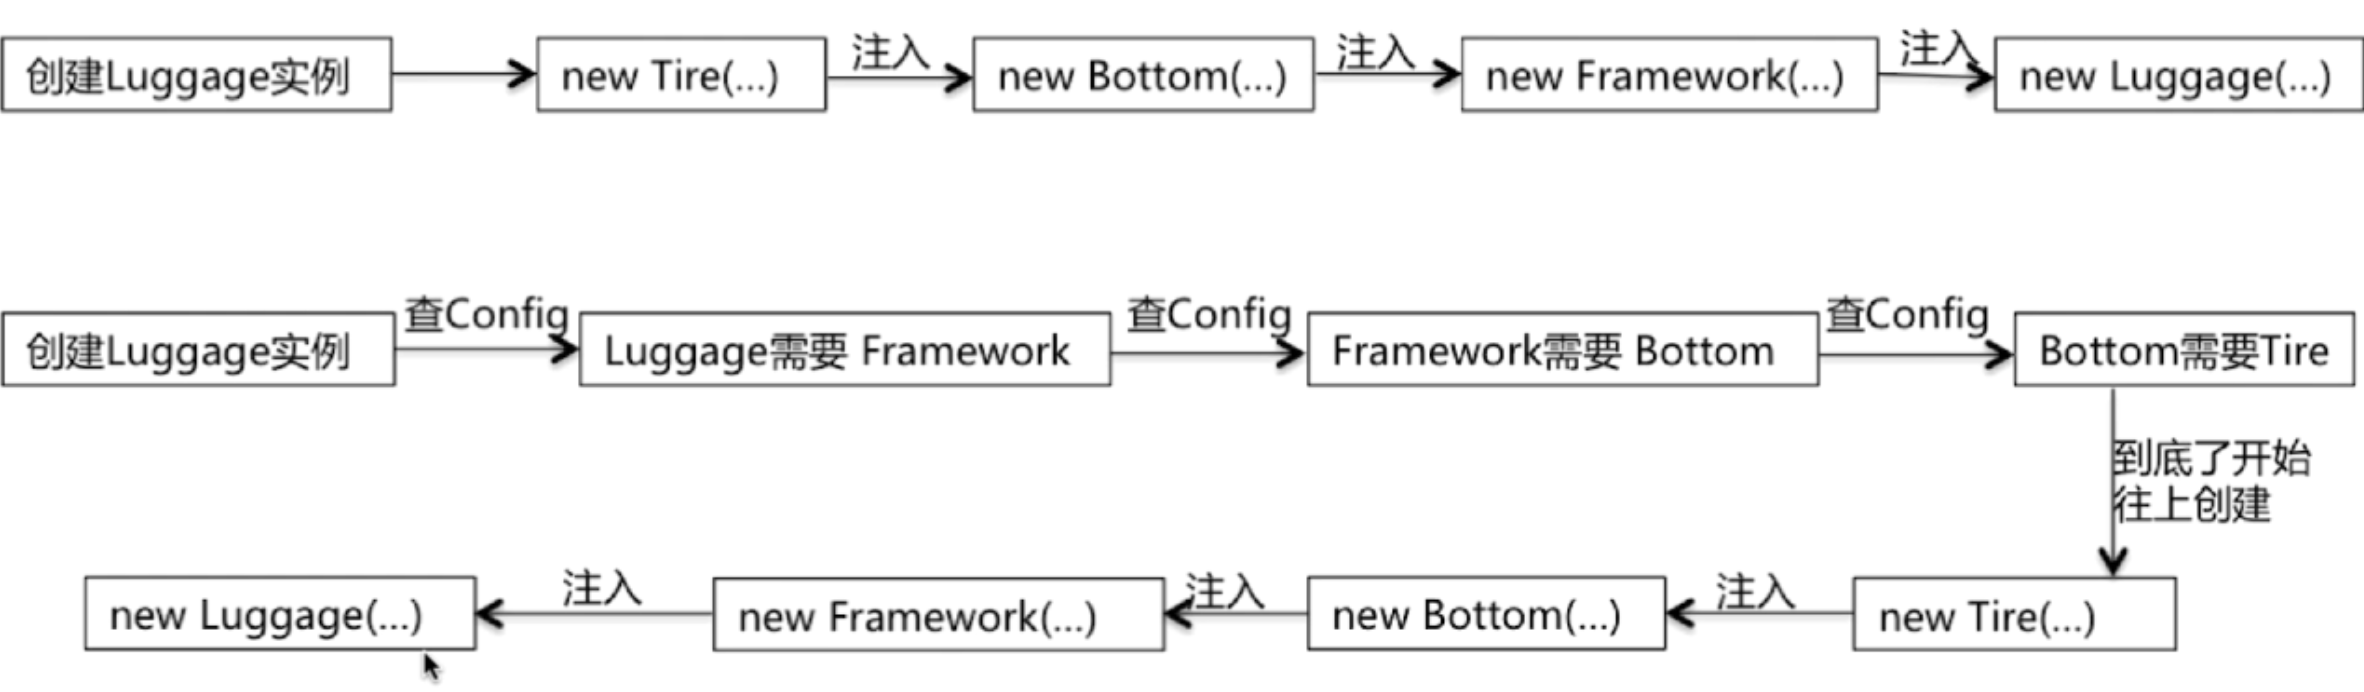 创建Luggage实例
new Tire(...)
注入
new Bottom(...)
注入
new Framework(...)
注入
new Luggage(...)
创建Luggage实例
查Config
Luggage需要 Framework
查Config
Framework需要 Bottom
查Config
Bottom需要Tire
到底了开始
往上创建
new Tire(...)
注入
new Bottom(...)
注入
new Framework(...)
注入
new Luggage(...)